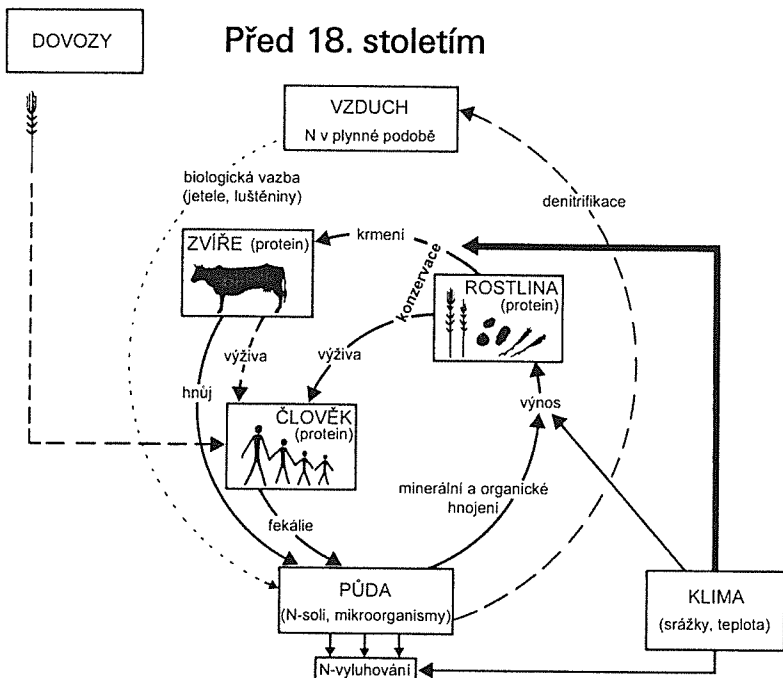 DOVOZY
Před 18. stoletím
VZDUCH
N v plynné podobě
biologická vazba
(jetele, luštěniny)
denitrifikace
ZVÍŘE (protein)
krmení
konzervace
ROSTLINA
(protein)
výživa
výživa
hnůj
výnos
ČLOVĚK
(protein)
minerální a organické
hnojení
fekálie
PŮDA
(N-soli, mikroorganismy)
KLIMA
(srážky, teplota)
N-vyluhování